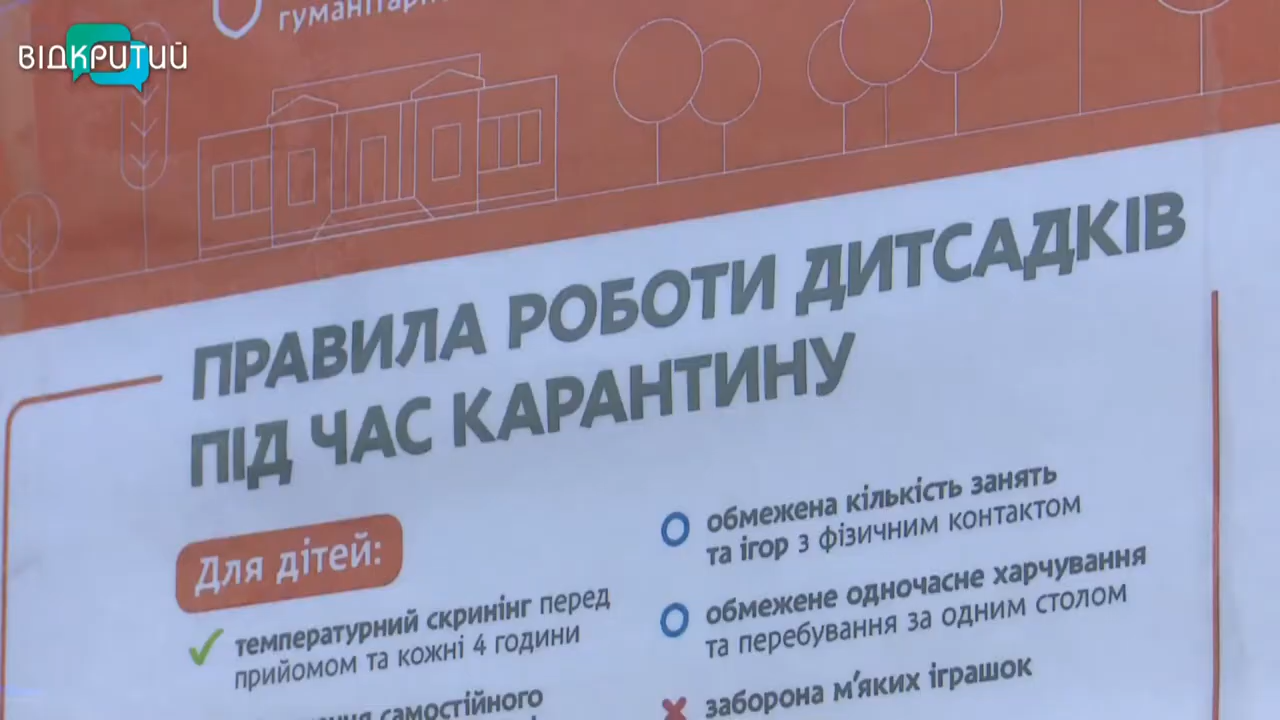 ВІДКРИТИЙ
ПРАВИЛА РОБОТИ ДИТСАДКІВ
ПІД ЧАС КАРАНТИНУ
Для дітей:
температурний скринінг перед
прийомом та кожні 4 години
самостійного
обмежена кількість занять
та ігор з фізичним контактом
обмежене одночасне харчування
та перебування за одним столом
заборона м’яких іграшок